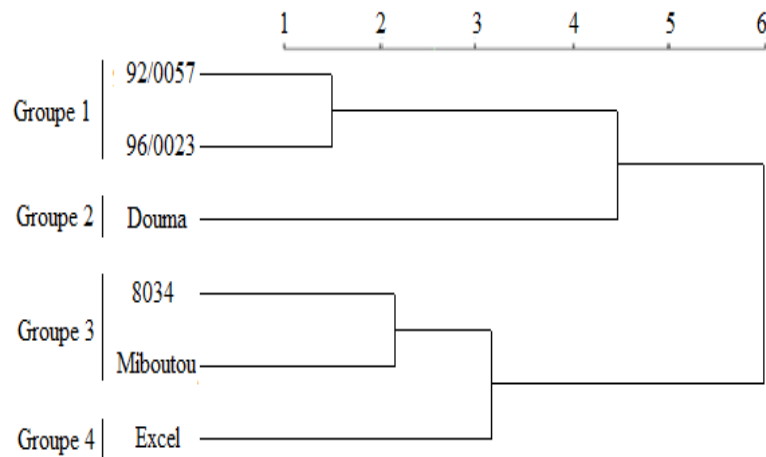 1 2 3 4 5 6
Groupe 1
92/0057
96/0023
Groupe 2
Douma
Groupe 3
8034
Miboutou
Groupe 4
Excel